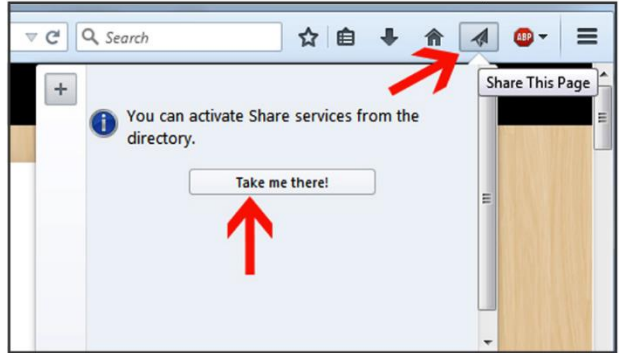 Search
ABP
Share This Page
You can activate Share services from the
directory.
Take me there!